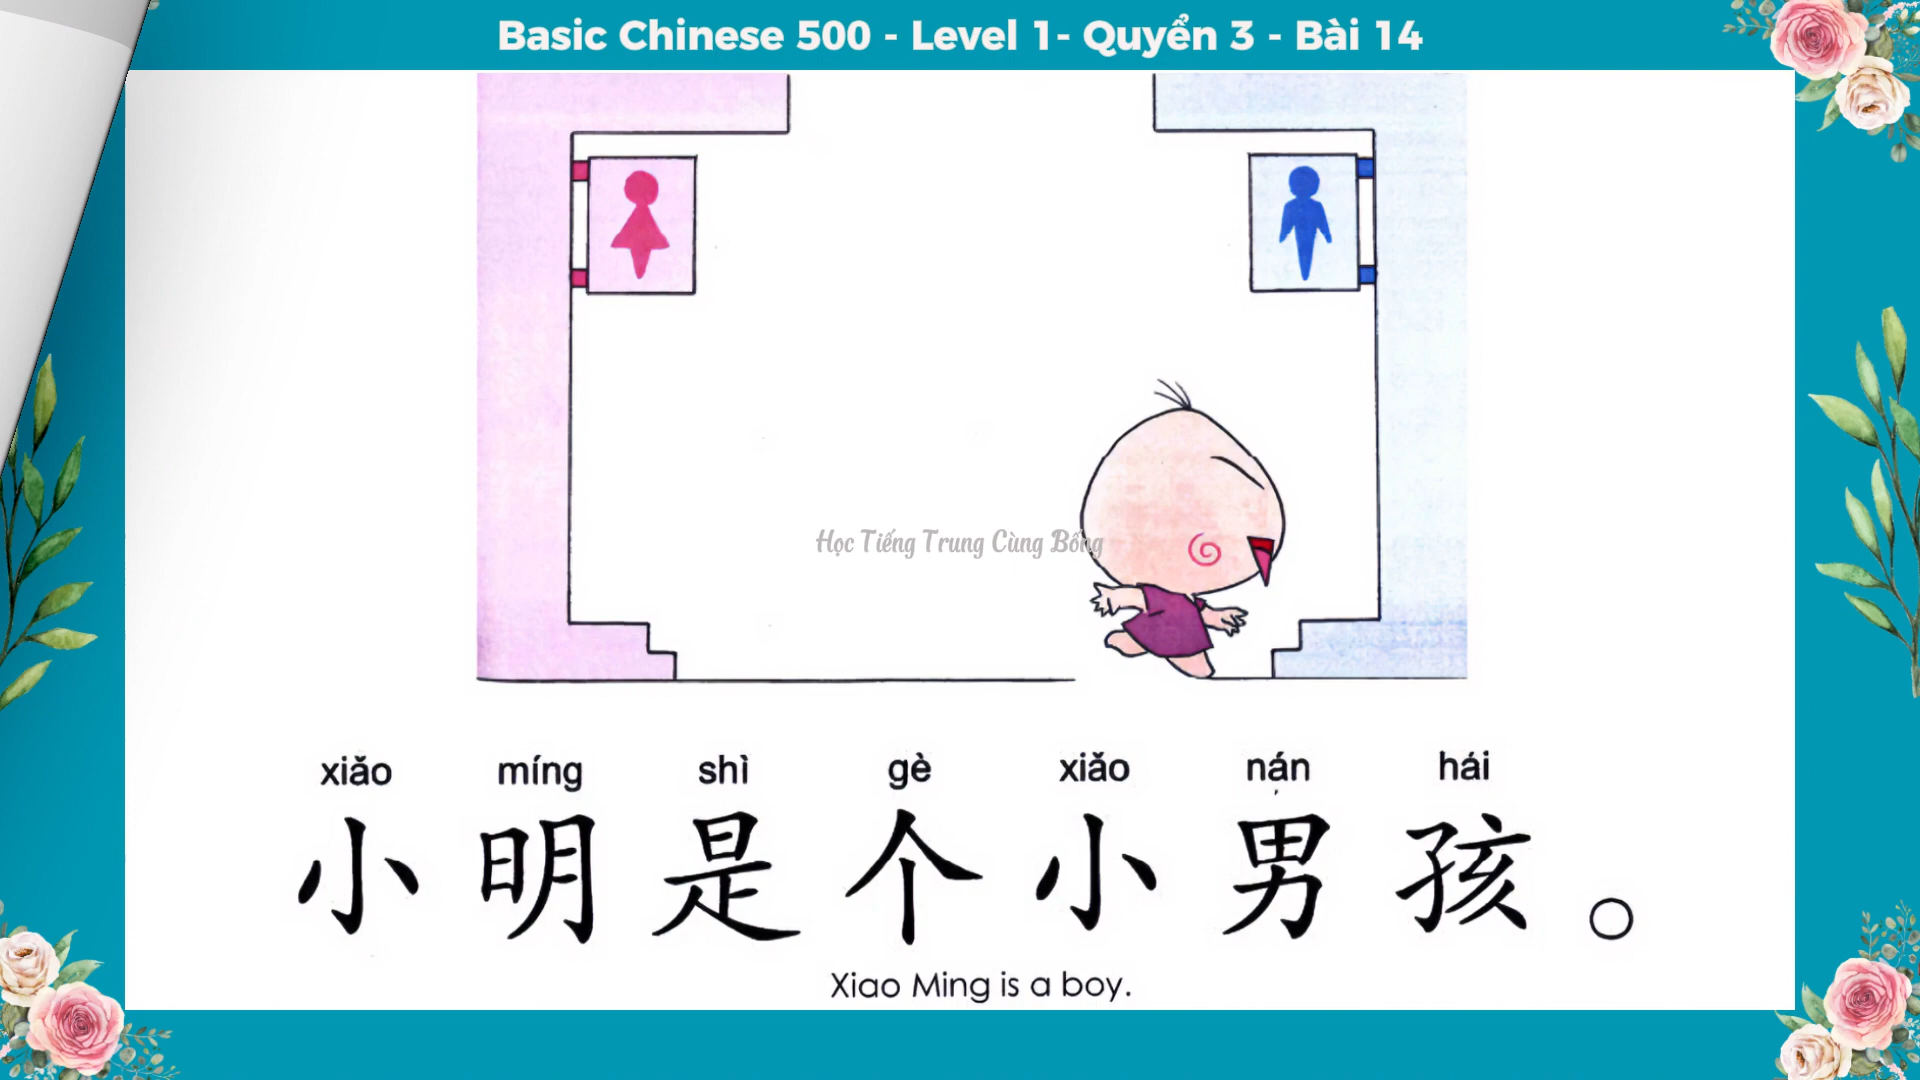 Basic Chinese 500 - Level 1- Quyển 3 - Bài 14
Học Tiếng Trung Cùng Bống
xiǎo míng shì gè xiǎo nán hái
小明是个小男孩。
Xiao Ming is a boy.